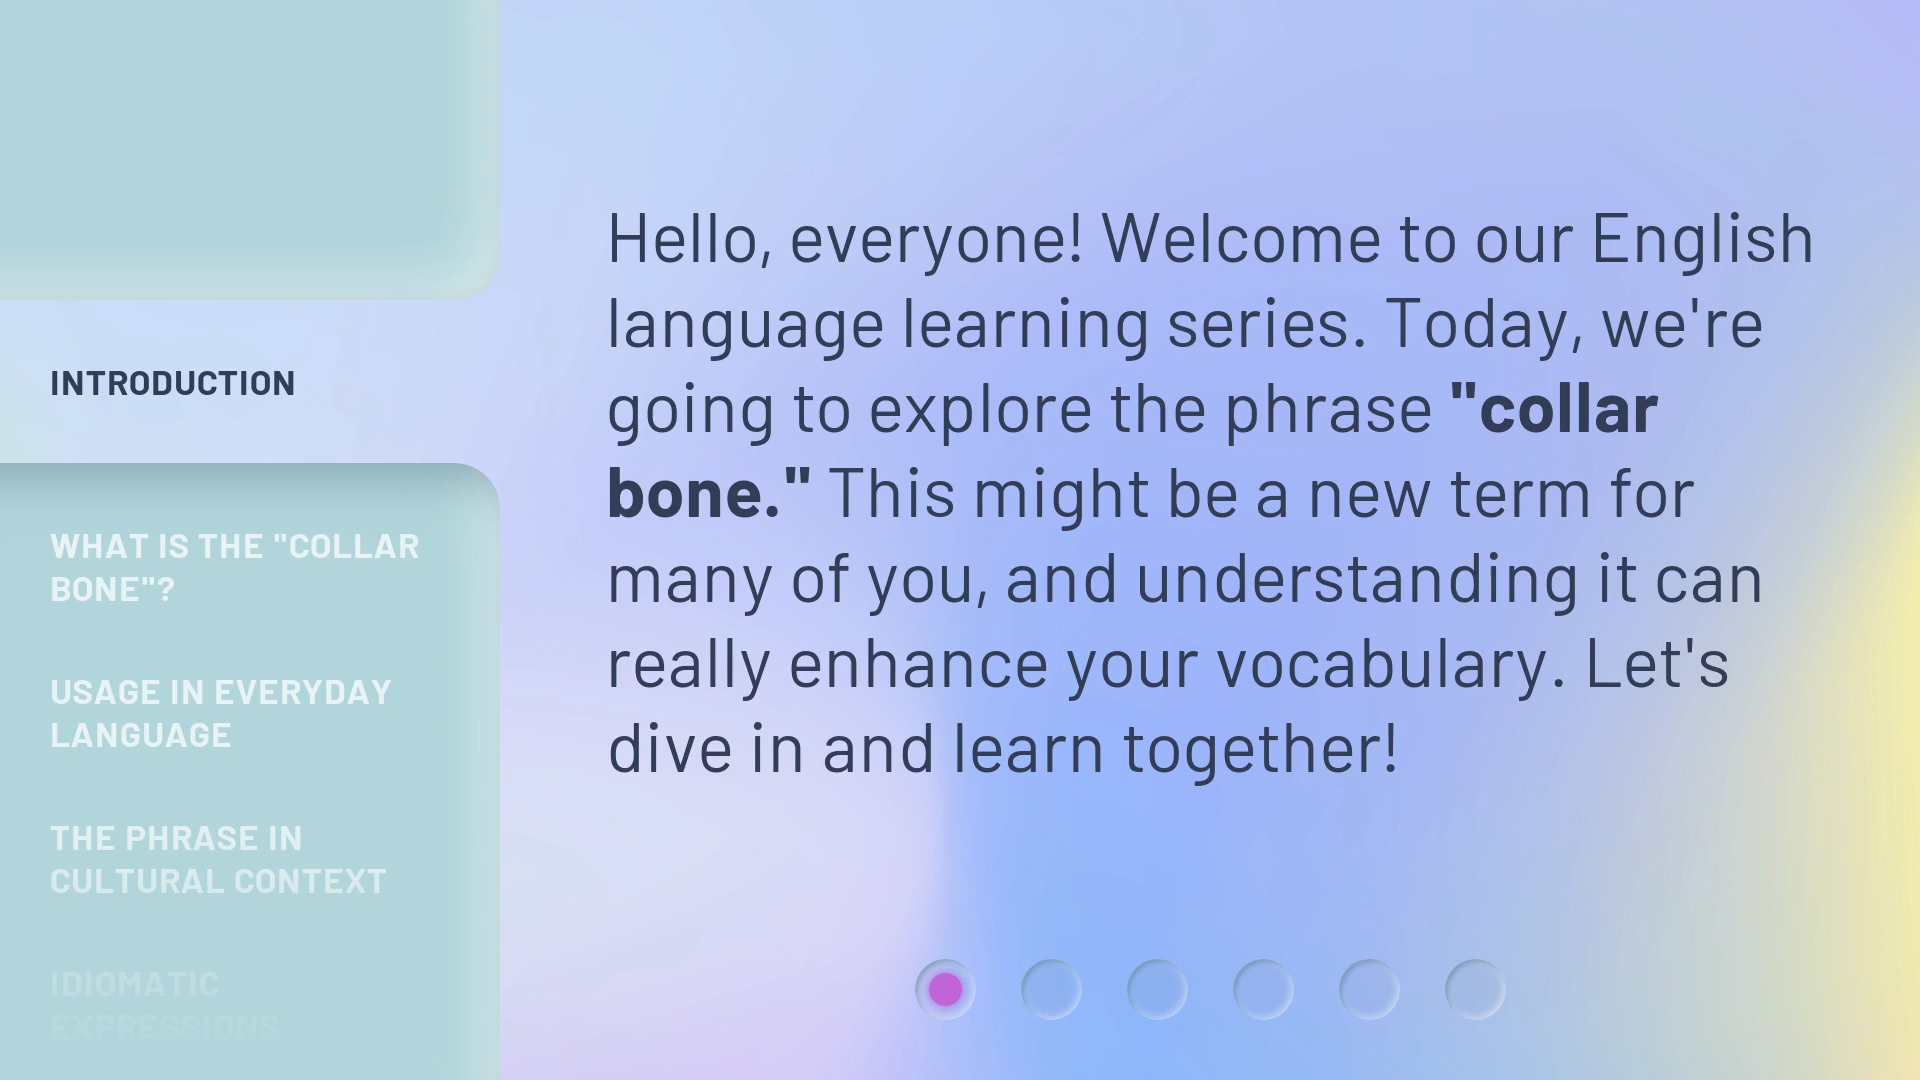 INTRODUCTION
WHAT IS THE "COLLAR
BONE"?
USAGE IN EVERYDAY
LANGUAGE
THE PHRASE IN
CULTURAL CONTEXT
IDIOMATIC
EXPRESSIONS
Hello, everyone! Welcome to our English
language learning series. Today, we're
going to explore the phrase "collar
bone." This might be a new term for
many of you, and understanding it can
really enhance your vocabulary. Let's
dive in and learn together!